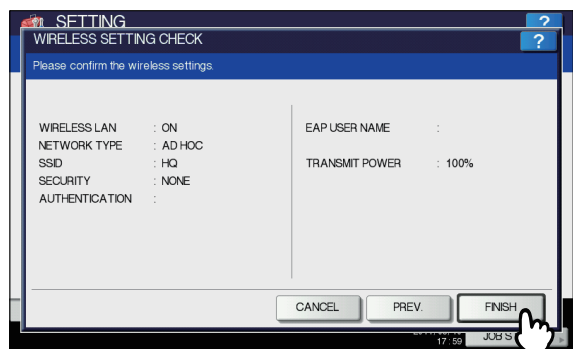 SETTING
?
WIRELESS SETTING CHECK
?
Please confirm the wireless settings.
WIRELESS LAN : ON
NETWORK TYPE : AD HOC
SSID : HQ
SECURITY : NONE
AUTHENTICATION :
EAP USER NAME :
TRANSMIT POWER : 100%
CANCEL
PREV.
FINISH
17:59